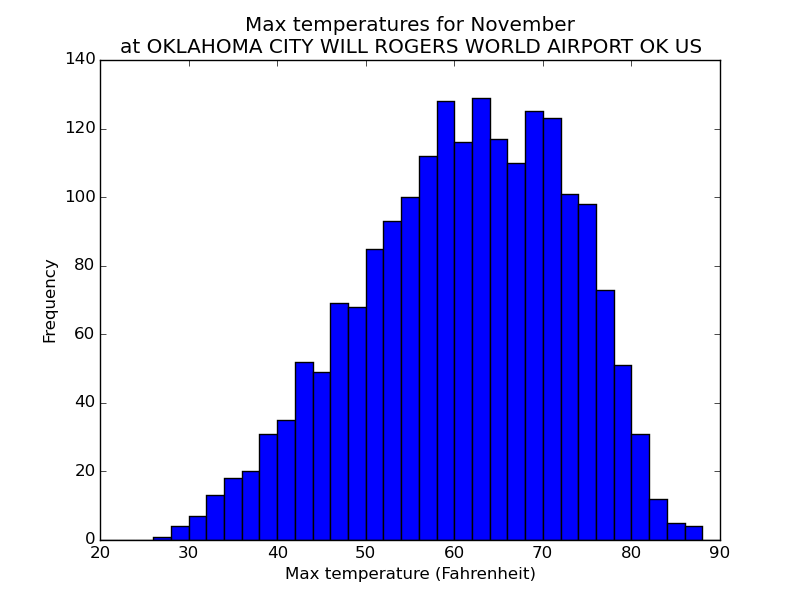 Max temperatures for November
at OKLAHOMA CITY WILL ROGERS WORLD AIRPORT OK US
140
120
100
80
60
40
20
0
Frequency
20 30 40 50 60 70 80 90
Max temperature (Fahrenheit)